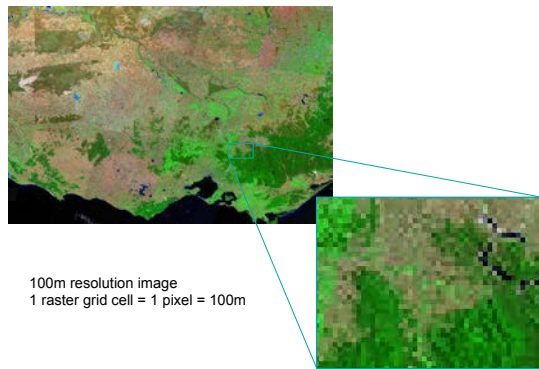 100m resolution image
1 raster grid cell = 1 pixel = 100m